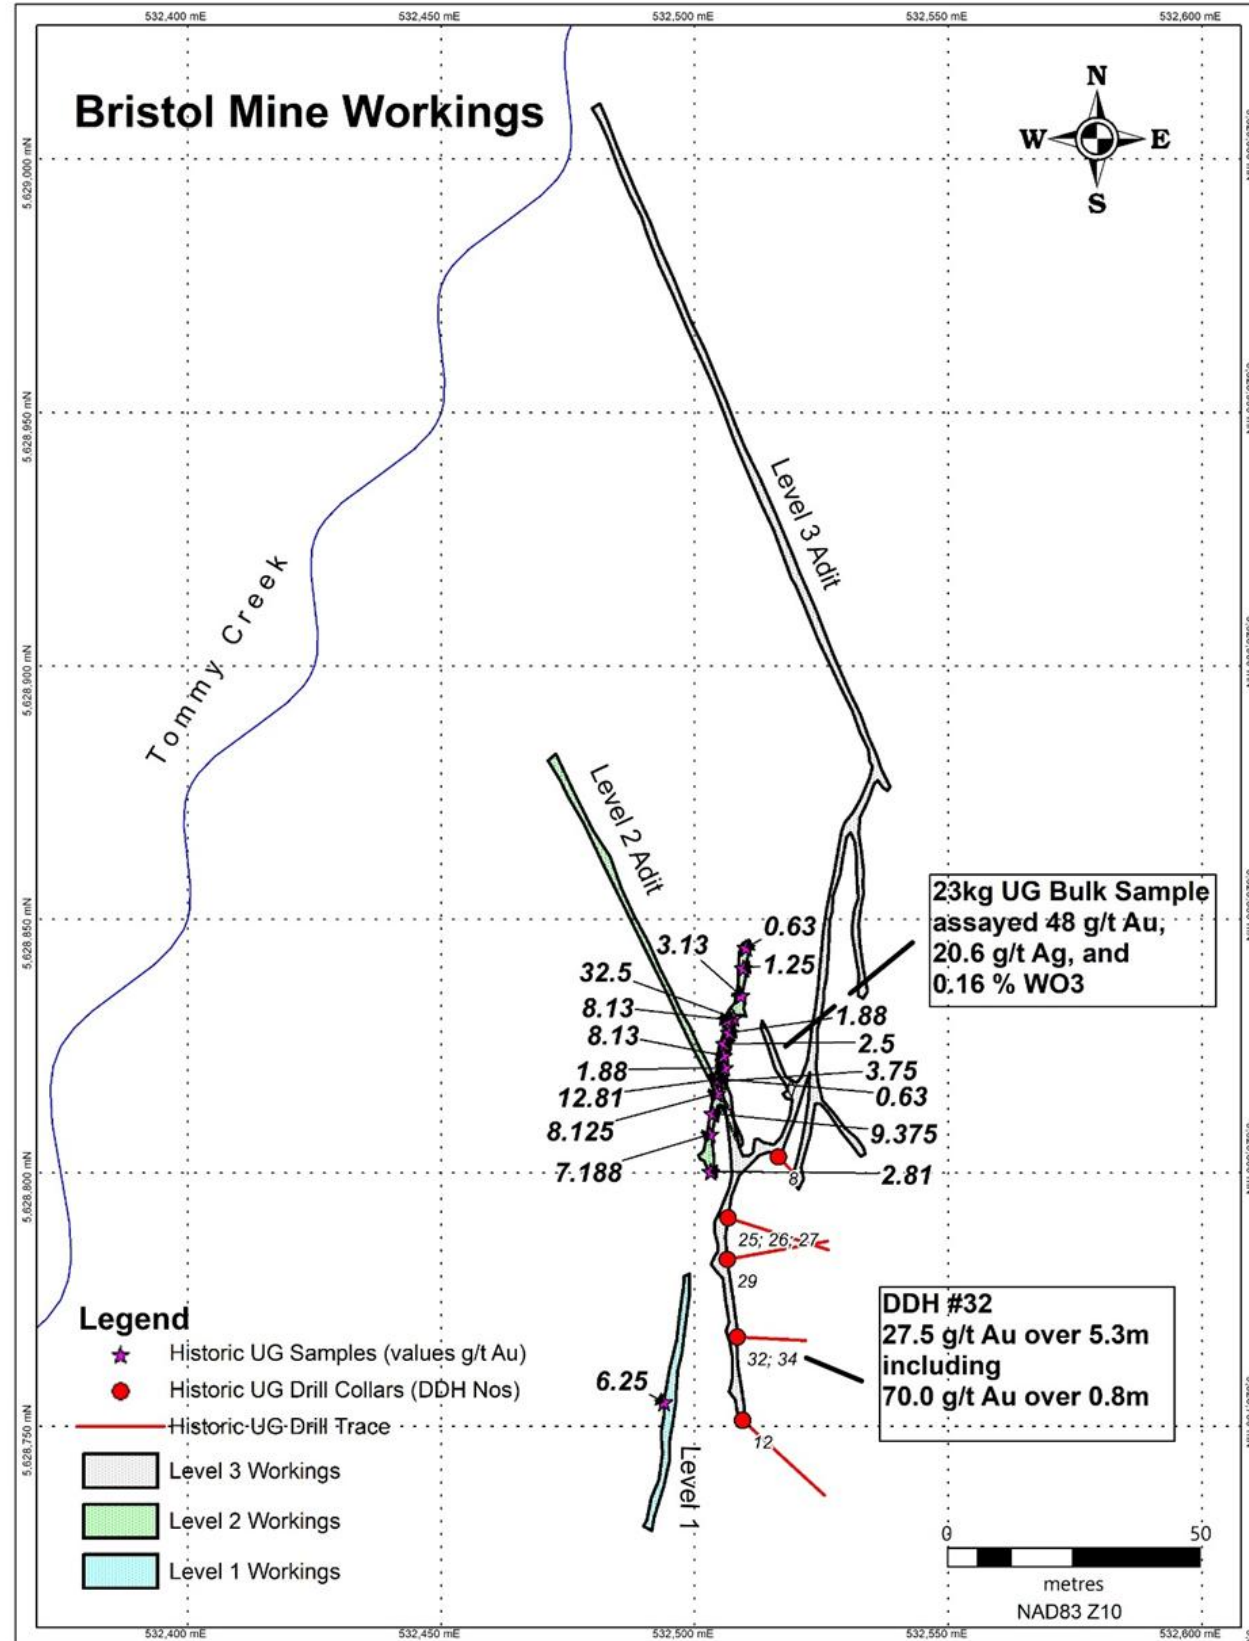 532,400 mE
532,450 mE
532,500 mE
532,550 mE
532,600 mE
Bristol Mine Workings
N
W
E
S
5,629,000 mN
5,628,950 mN
5,628,900 mN
5,628,850 mN
5,628,800 mN
5,628,750 mN
Tommy Creek
Level 3 Adit
Level 2 Adit
23kg UG Bulk Sample
assayed 48 g/t Au,
20.6 g/t Ag, and
0.16 % WO3
0.63
3.13
1.25
32.5
8.13
1.88
8.13
2.5
1.88
3.75
12.81
0.63
8.125
9.375
7.188
2.81
8
25; 26; 27
29
32; 34
12
DDH #32
27.5 g/t Au over 5.3m
including
70.0 g/t Au over 0.8m
6.25
Level 1
Legend
Historic UG Samples (values g/t Au)
Historic UG Drill Collars (DDH Nos)
Historic UG Drill Trace
Level 3 Workings
Level 2 Workings
Level 1 Workings
0
50
metres
NAD83 Z10
532,400 mE
532,450 mE
532,500 mE
532,550 mE
532,600 mE